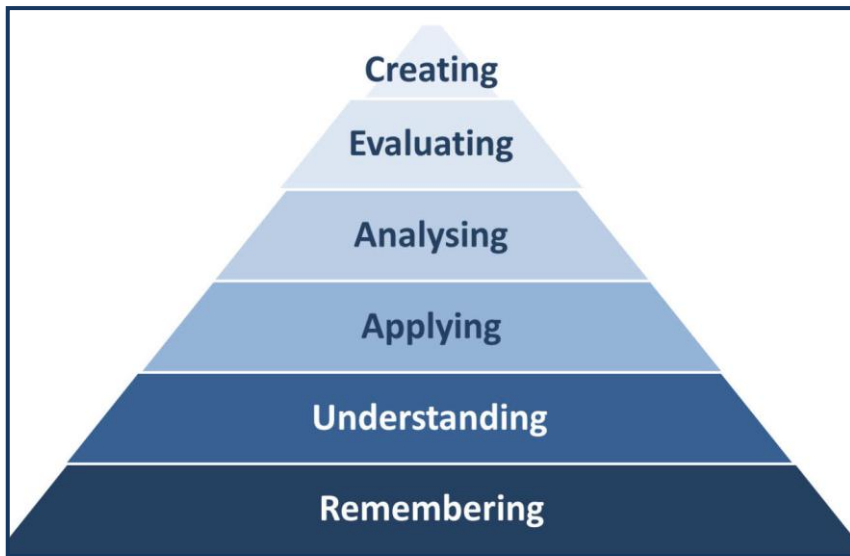 Creating
Evaluating
Analysing
Applying
Understanding
Remembering